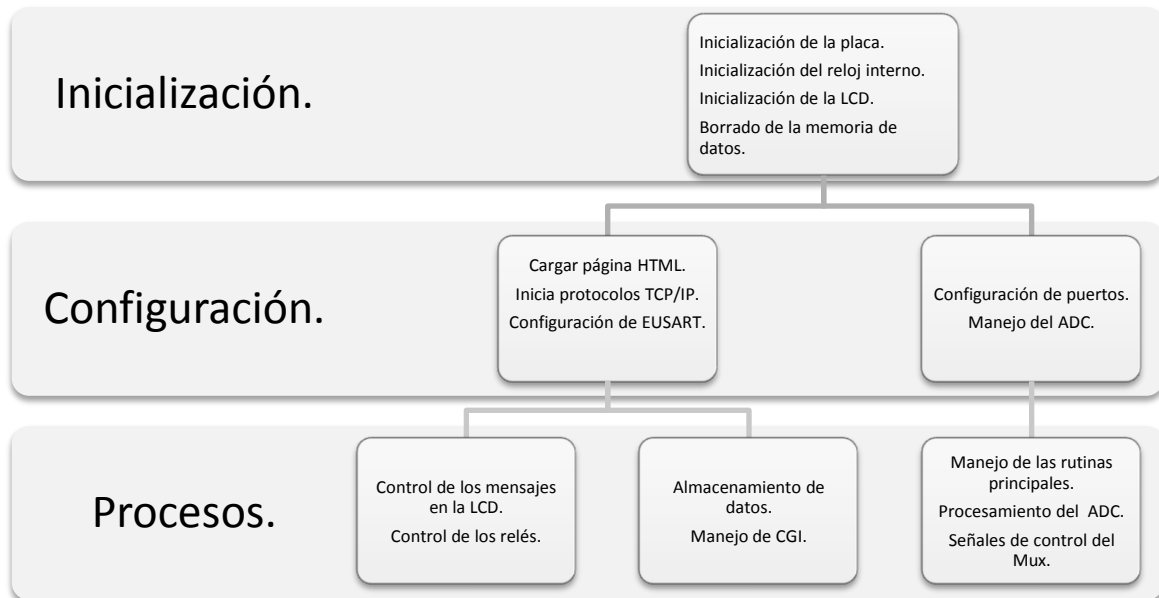 Inicialización.
Inicialización de la placa.
Inicialización del reloj interno.
Inicialización de la LCD.
Borrado de la memoria de
datos.
Configuración.
Cargar página HTML.
Inicia protocolos TCP/IP.
Configuración de EUSART.
Configuración de puertos.
Manejo del ADC.
Procesos.
Control de los mensajes
en la LCD.
Control de los relés.
Almacenamiento de
datos.
Manejo de CGI.
Manejo de las rutinas
principales.
Procesamiento del ADC.
Señales de control del
Mux.